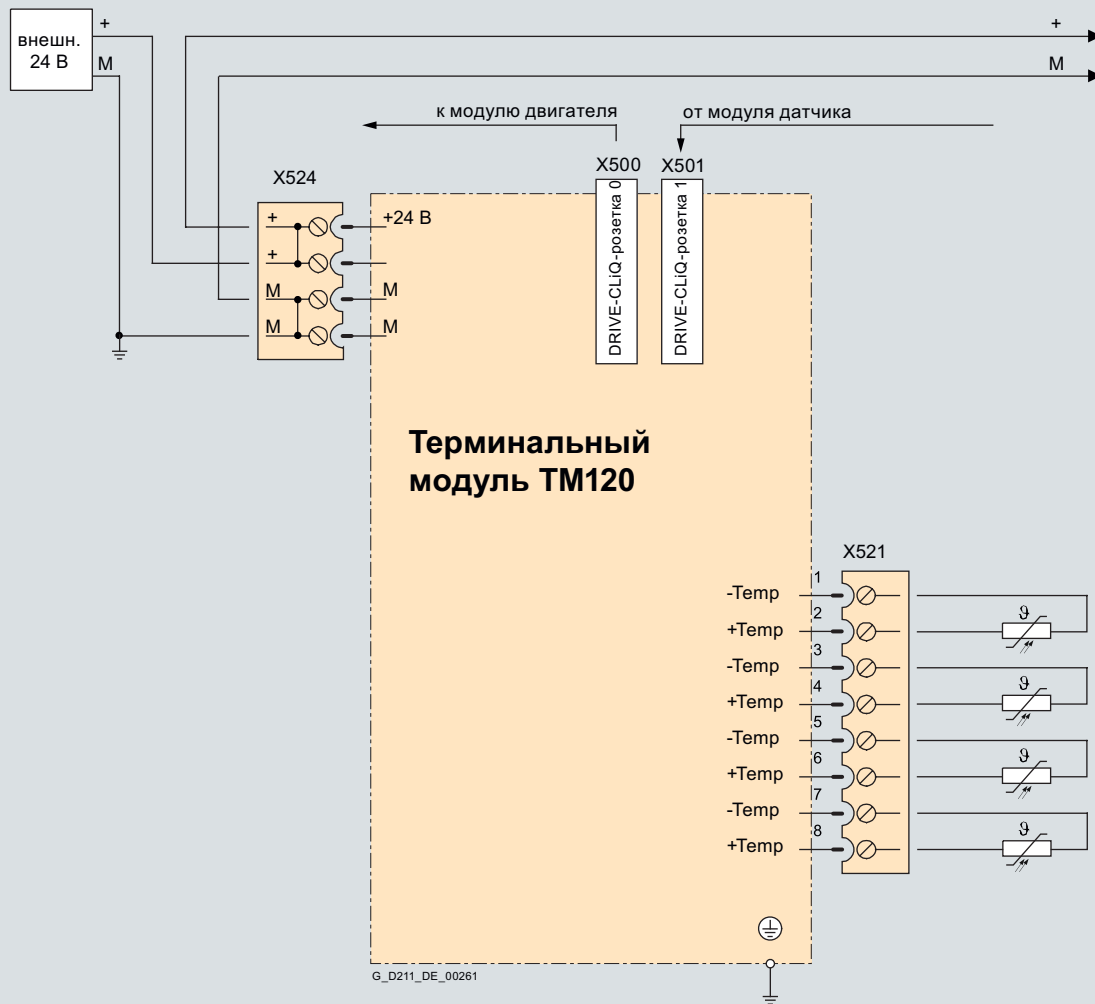 внешн.
24 В
+
M
+
M
к модулю двигателя
от модуля датчика
X500
X501
X524
DRIVE-CLiQ-розетка 0
DRIVE-CLiQ-розетка 1
+
+24 В
+
M
M
M
M
Терминальный
модуль TM120
X521
-Temp
1
+Temp
2
-Temp
3
+Temp
4
-Temp
5
+Temp
6
-Temp
7
+Temp
8
ϑ
ϑ
ϑ
ϑ
G_D211_DE_00261